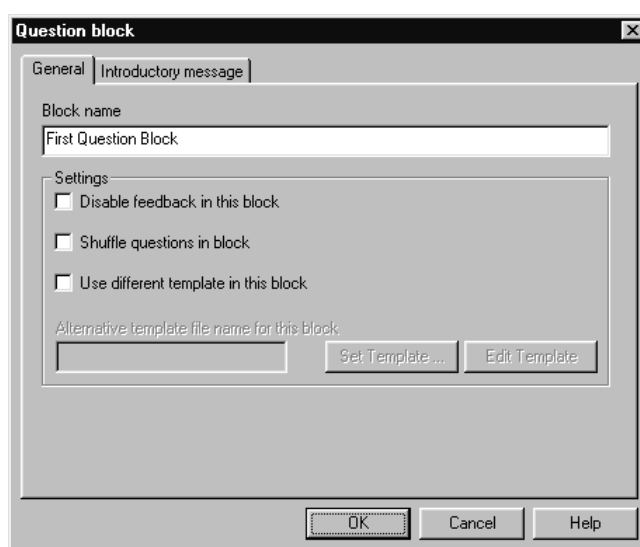 Question block
General Introductory message
Block name
First Question Block
Settings
Disable feedback in this block
Shuffle questions in block
Use different template in this block
Alternative template file name for this block
Set Template ... Edit Template
OK Cancel Help